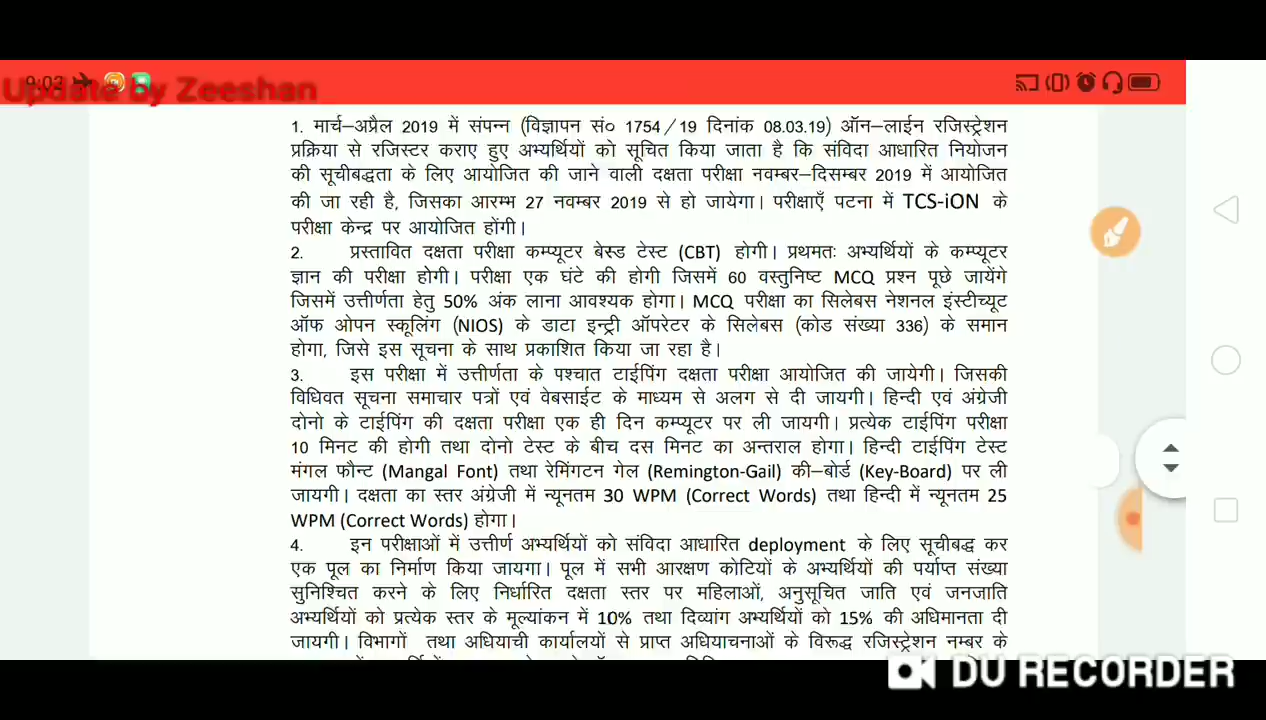 9:02
Update by Zeeshan
1. मार्च–अप्रैल 2019 में संपन्न (विज्ञापन सं० 1754/19 दिनांक 08.03.19) ऑन–लाईन रजिस्ट्रेशन
प्रक्रिया से रजिस्टर कराए हुए अभ्यर्थियों को सूचित किया जाता है कि संविदा आधारित नियोजन
की सूचीबद्धता के लिए आयोजित की जाने वाली दक्षता परीक्षा नवम्बर–दिसम्बर 2019 में आयोजित
की जा रही है, जिसका आरम्भ 27 नवम्बर 2019 से हो जायेगा। परीक्षाएँ पटना में TCS-iON के
परीक्षा केन्द्र पर आयोजित होंगी।
2. प्रस्तावित दक्षता परीक्षा कम्प्यूटर बेस्ड टेस्ट (CBT) होगी। प्रथमतः अभ्यर्थियों के कम्प्यूटर
ज्ञान की परीक्षा होगी। परीक्षा एक घंटे की होगी जिसमें 60 वस्तुनिष्ट MCQ प्रश्न पूछे जायेंगे
जिसमें उत्तीर्णता हेतु 50% अंक लाना आवश्यक होगा। MCQ परीक्षा का सिलेबस नेशनल इंस्टीच्यूट
ऑफ ओपन स्कूलिंग (NIOS) के डाटा इन्ट्री ऑपरेटर के सिलेबस (कोड संख्या 336) के समान
होगा, जिसे इस सूचना के साथ प्रकाशित किया जा रहा है।
3. इस परीक्षा में उत्तीर्णता के पश्चात टाईपिंग दक्षता परीक्षा आयोजित की जायेगी। जिसकी
विधिवत सूचना समाचार पत्रों एवं वेबसाईट के माध्यम से अलग से दी जायगी। हिन्दी एवं अंग्रेजी
दोनो के टाईपिंग की दक्षता परीक्षा एक ही दिन कम्प्यूटर पर ली जायगी। प्रत्येक टाईपिंग परीक्षा
10 मिनट की होगी तथा दोनो टेस्ट के बीच दस मिनट का अन्तराल होगा। हिन्दी टाईपिंग टेस्ट
मंगल फौन्ट (Mangal Font) तथा रेमिंगटन गेल (Remington-Gail) की–बोर्ड (Key-Board) पर ली
जायगी। दक्षता का स्तर अंग्रेजी में न्यूनतम 30 WPM (Correct Words) तथा हिन्दी में न्यूनतम 25
WPM (Correct Words) होगा।
4. इन परीक्षाओं में उत्तीर्ण अभ्यर्थियों को संविदा आधारित deployment के लिए सूचीबद्ध कर
एक पूल का निर्माण किया जायगा। पूल में सभी आरक्षण कोटियों के अभ्यर्थियों की पर्याप्त संख्या
सुनिश्चित करने के लिए निर्धारित दक्षता स्तर पर महिलाओं, अनुसूचित जाति एवं जनजाति
अभ्यर्थियों को प्रत्येक स्तर के मूल्यांकन में 10% तथा दिव्यांग अभ्यर्थियों को 15% की अधिमानता दी
जायगी। विभागों तथा अधियाची कार्यालयों से प्राप्त अधियाचनाओं के विरूद्ध रजिस्ट्रेशन नम्बर के
DU RECORDER